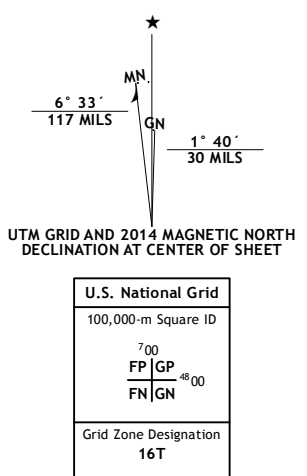 ★
MN.
GN
6° 33´
117 MILS
1° 40´
30 MILS
UTM GRID AND 2014 MAGNETIC NORTH
DECLINATION AT CENTER OF SHEET
U.S. National Grid
100,000-m Square ID
⁷00
FP GP
⁴⁸00
FN GN
Grid Zone Designation
16T